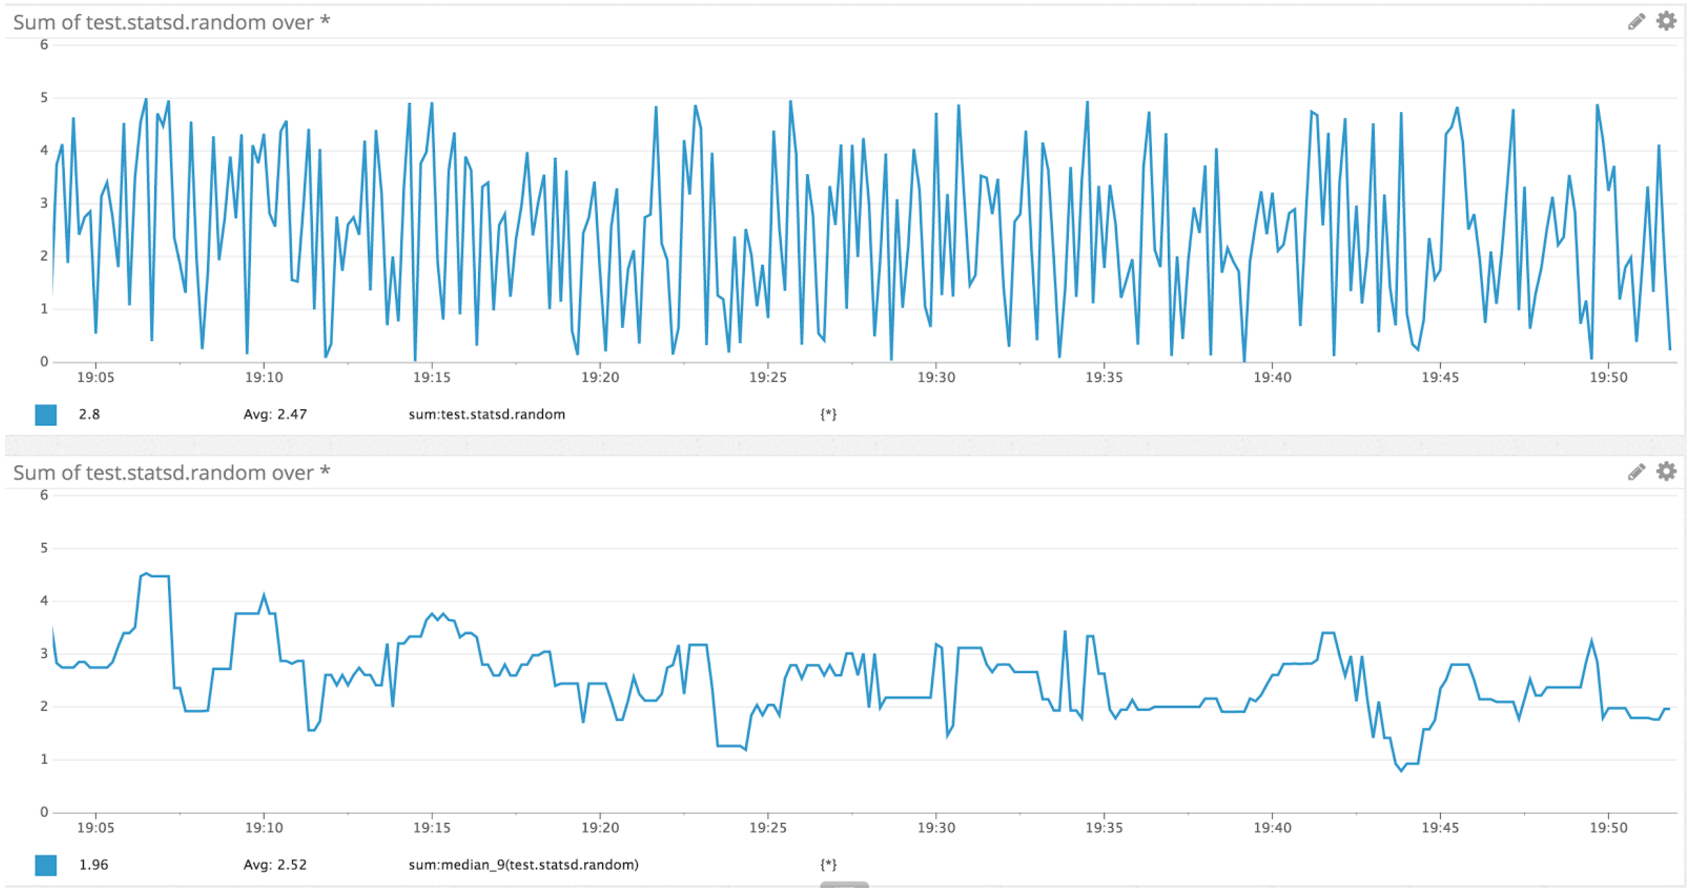 Sum of test.statsd.random over *
6
5
4
3
2
1
0
19:05 19:10 19:15 19:20 19:25 19:30 19:35 19:40 19:45 19:50
2.8 Avg: 2.47 sum:test.statsd.random {*}
Sum of test.statsd.random over *
6
5
4
3
2
1
0
19:05 19:10 19:15 19:20 19:25 19:30 19:35 19:40 19:45 19:50
1.96 Avg: 2.52 sum:median_9(test.statsd.random) {*}